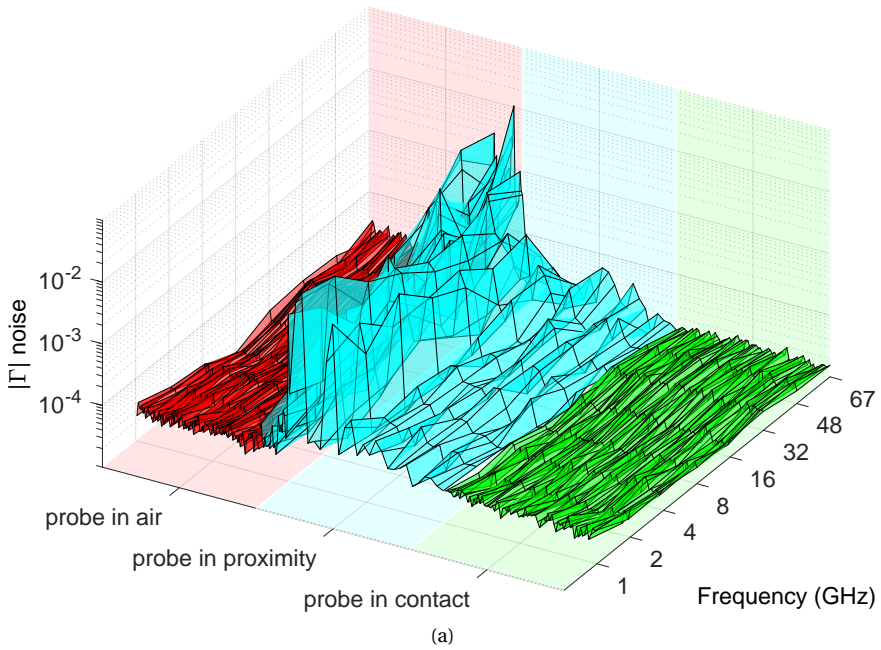 |Γ| noise
10⁻²
10⁻³
10⁻⁴
probe in air
probe in proximity
probe in contact
1
2
4
8
16
32
48
67
Frequency (GHz)
(a)